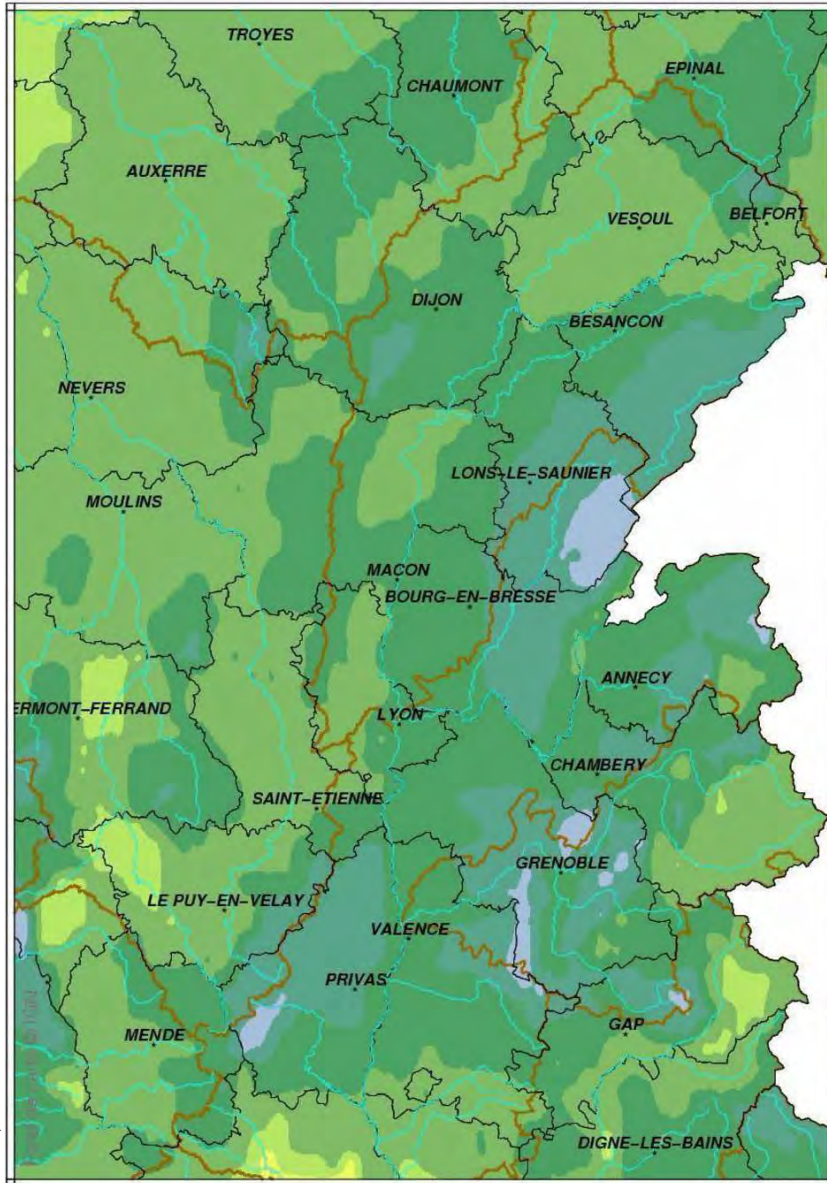 TROYES
CHAUMONT
EPINAL
AUXERRE
VESOUL
BELFORT
DIJON
BESANCON
NEVERS
LONS-LE-SAUNIER
MOULINS
MACON
BOURG-EN-BRESSE
ANNECY
ERMONT-FERRAND
LYON
CHAMBERY
SAINT-ETIENNE
GRENOBLE
LE PUY-EN-VELAY
VALENCE
PRIVAS
GAP
MENDE
DIGNE-LES-BAINS